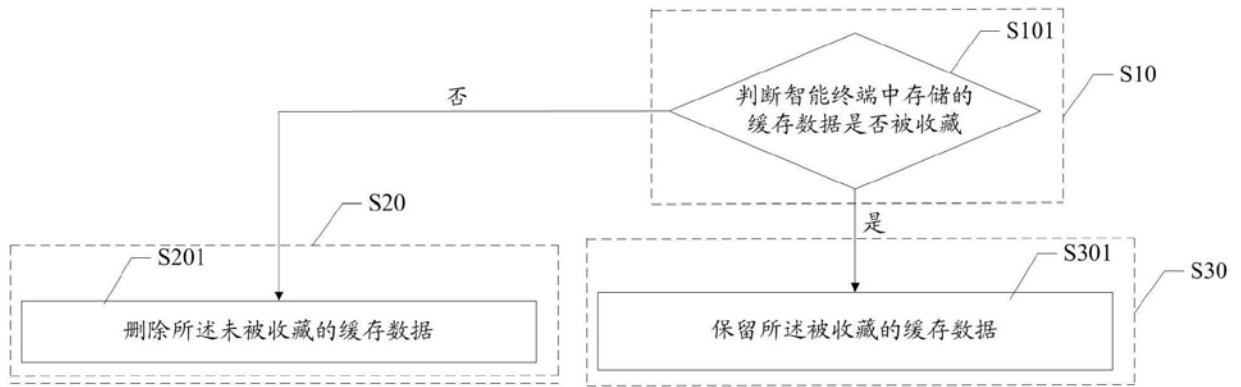 S101
S10
判断智能终端中存储的
缓存数据是否被收藏
否
是
S20
S201
删除所述未被收藏的缓存数据
S301
S30
保留所述被收藏的缓存数据